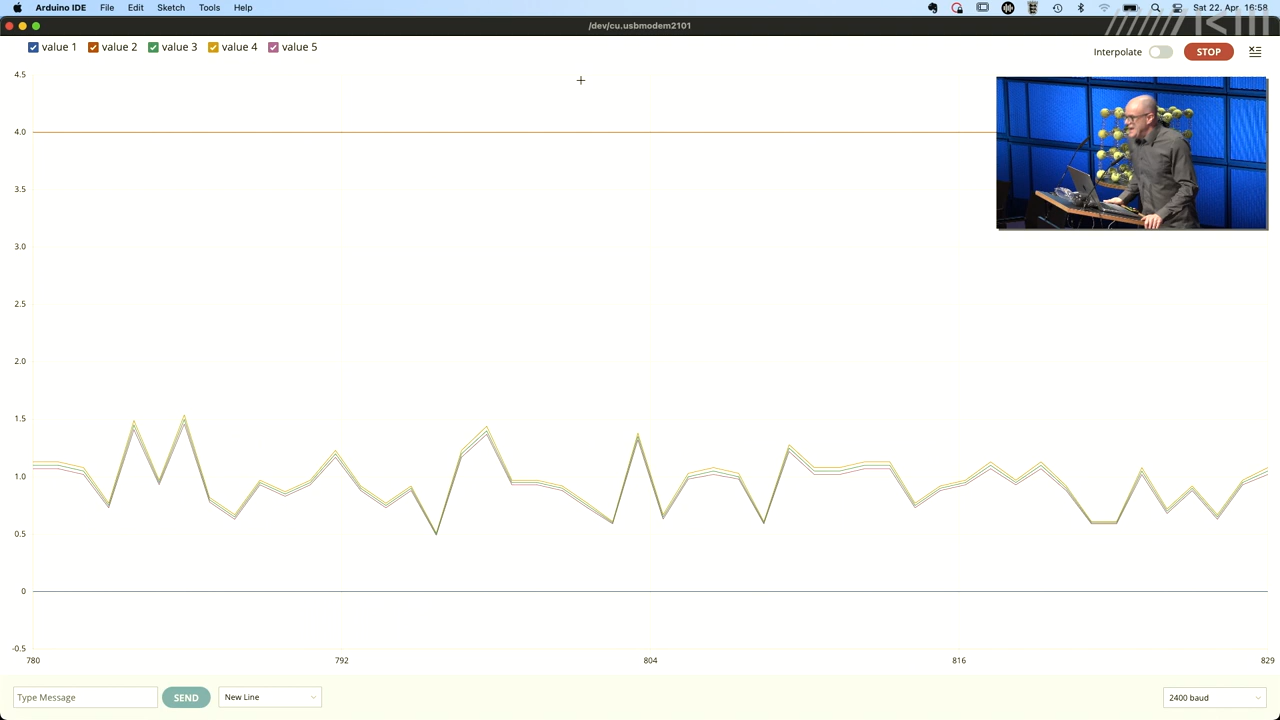 Arduino IDE File Edit Sketch Tools Help Sat 22. Apr 16:58
/dev/cu.usbmodem2101
value 1 value 2 value 3 value 4 value 5 Interpolate STOP
4.5
4.0
3.5
3.0
2.5
2.0
1.5
1.0
0.5
0
-0.5
780 792 804 816 829
Type Message SEND New Line 2400 baud